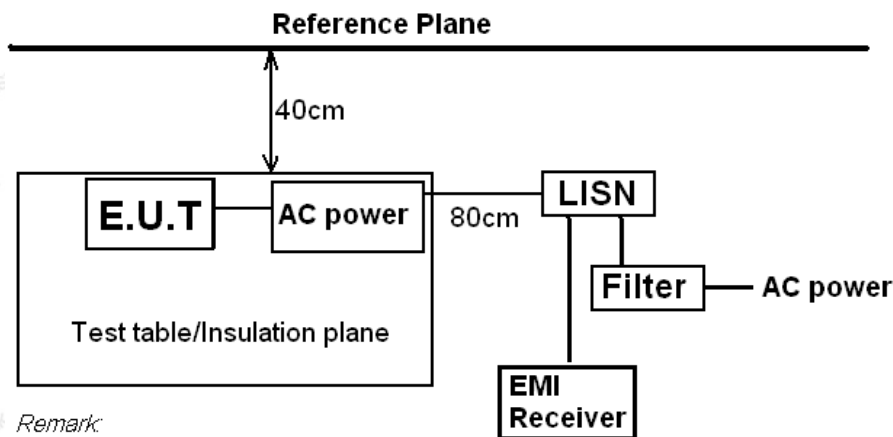 Reference Plane
40cm
E.U.T
AC power
80cm
LISN
Filter
AC power
Test table/Insulation plane
EMI
Receiver
Remark: